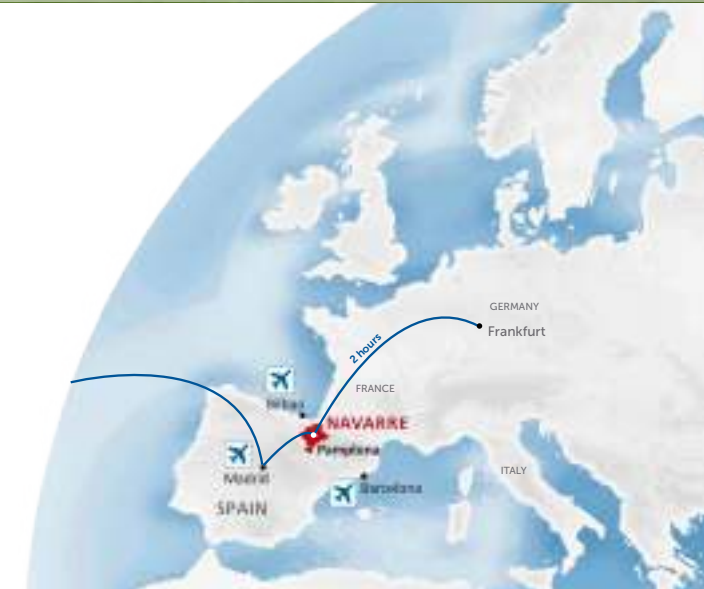 GERMANY
Frankfurt
2 hours
FRANCE
Bilbao
NAVARRE
Pamplona
Madrid
Barcelona
ITALY
SPAIN